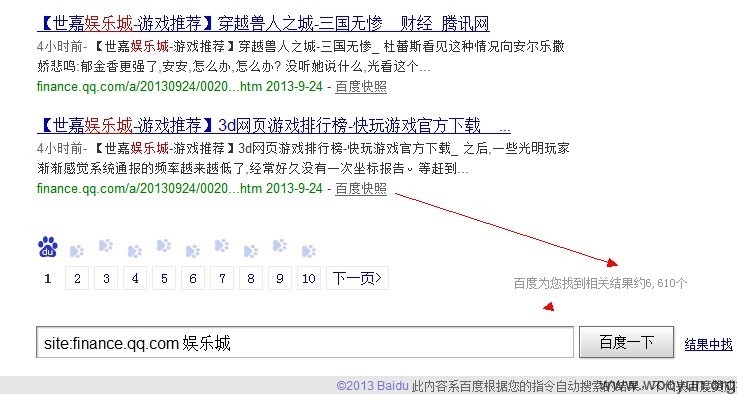 【世嘉娱乐城-游戏推荐】穿越兽人之城-三国无惨 财经 腾讯网
4小时前- 【世嘉娱乐城-游戏推荐】穿越兽人之城-三国无惨_ 杜蕾斯看见这种情况向安尔乐撒
娇悲鸣:郁金香更强了,安安,怎么办,怎么办? 没听她说什么,光看这个...
finance.qq.com/a/20130924/0020...htm 2013-9-24 - 百度快照
【世嘉娱乐城-游戏推荐】3d网页游戏排行榜-快玩游戏官方下载 ...
4小时前- 【世嘉娱乐城-游戏推荐】3d网页游戏排行榜-快玩游戏官方下载_ 之后,一些光明玩家
渐渐感觉系统通报的频率越来越低了,经常好久没有一次坐标报告。等赶到...
finance.qq.com/a/20130924/0020...htm 2013-9-24 - 百度快照
du
1 2 3 4 5 6 7 8 9 10 下一页>
百度为您找到相关结果约6,610个
site:finance.qq.com 娱乐城 百度一下 结果中找
©2013 Baidu 此内容系百度根据您的指令自动搜索的结果
www.wooyun.org